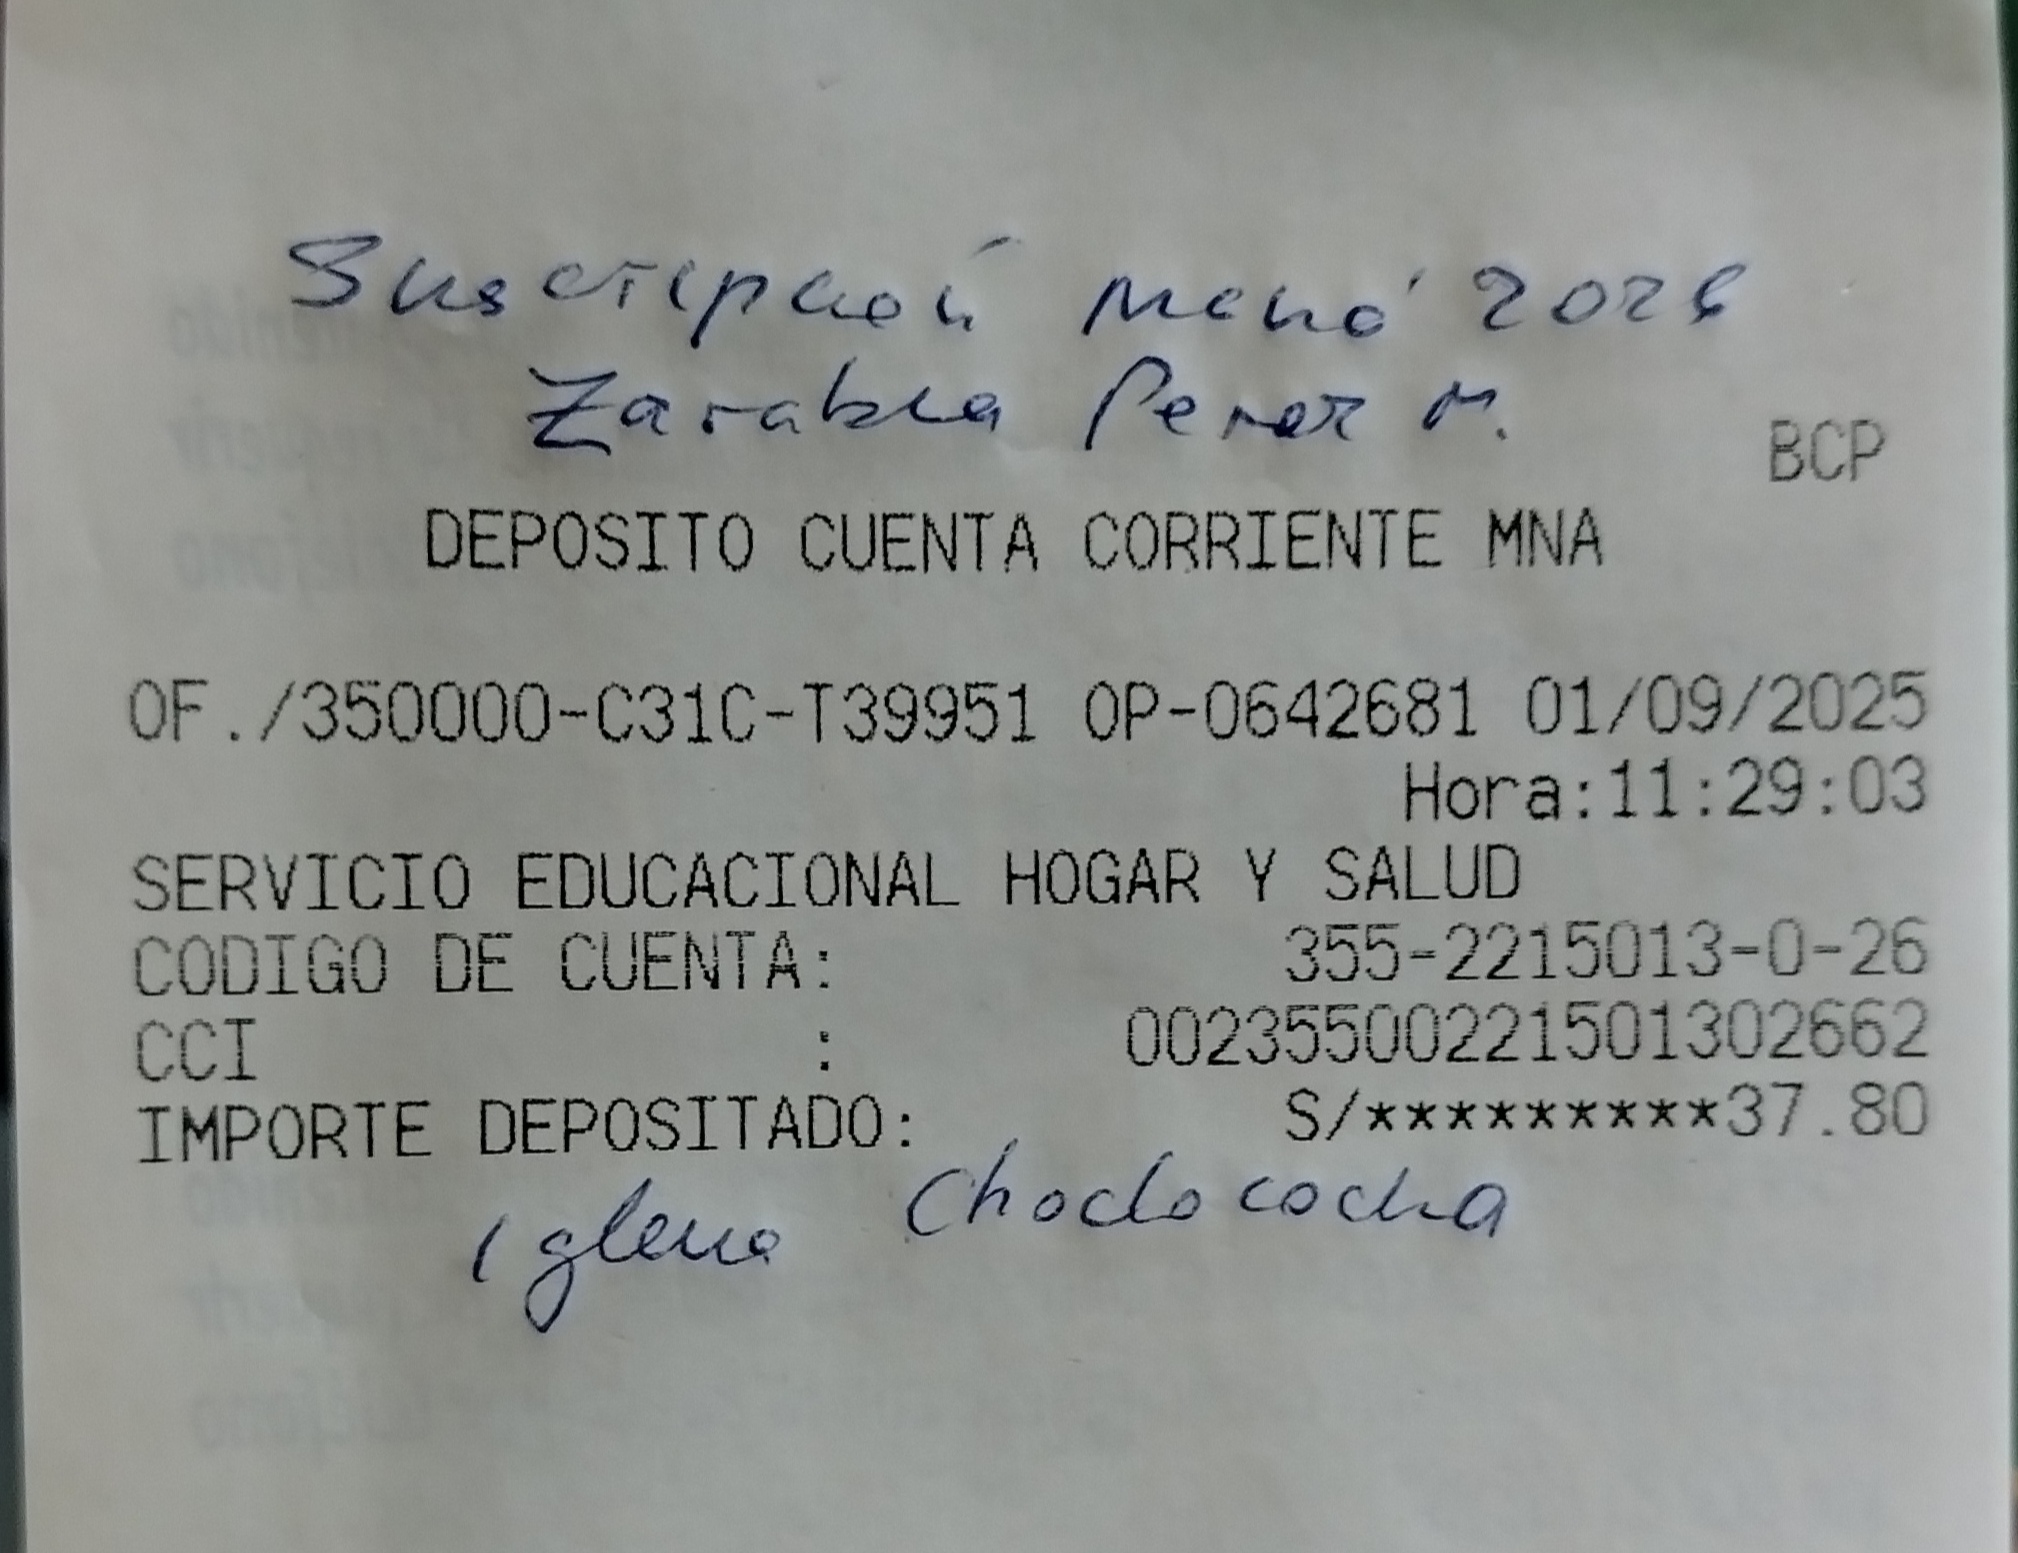 Suscripción maná 2026
Zarabia Perez M.
BCP
DEPOSITO CUENTA CORRIENTE MNA
OF./350000-C31C-T39951 OP-0642681 01/09/2025
Hora:11:29:03
SERVICIO EDUCACIONAL HOGAR Y SALUD
CODIGO DE CUENTA: 355-2215013-0-26
CCI : 00235500221501302662
IMPORTE DEPOSITADO: S/*********37.80
Iglesia Choclococha